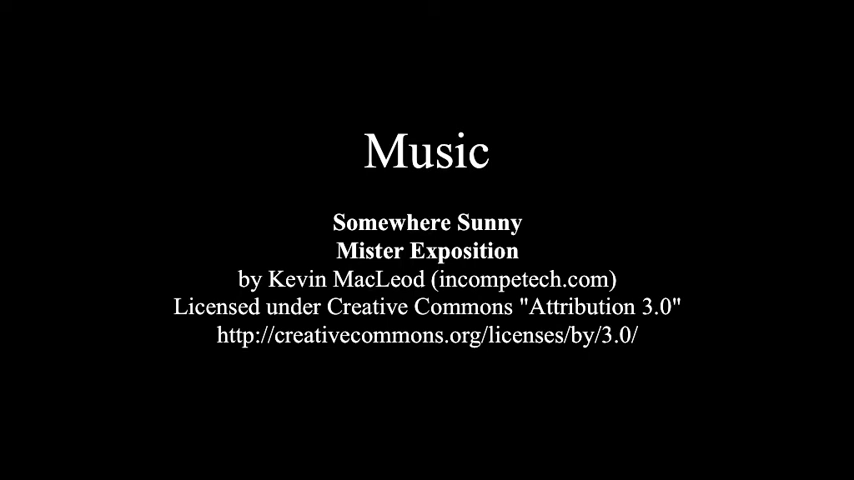 Music
Somewhere Sunny
Mister Exposition
by Kevin MacLeod (incompetech.com)
Licensed under Creative Commons "Attribution 3.0"
http://creativecommons.org/licenses/by/3.0/